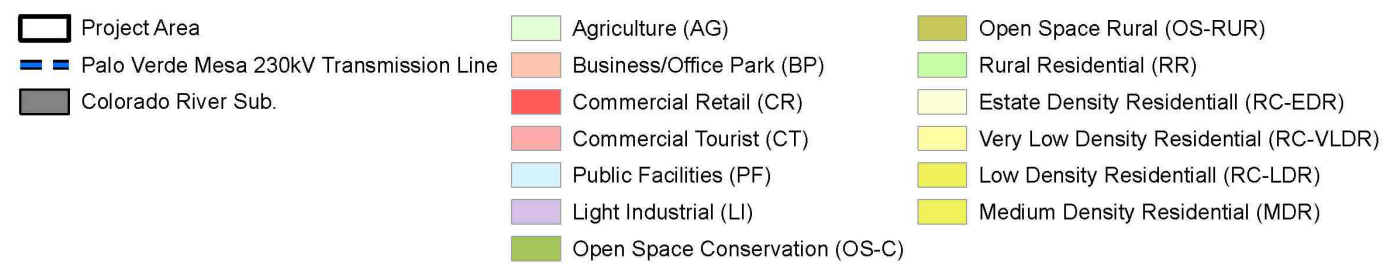 Project Area
Palo Verde Mesa 230kV Transmission Line
Colorado River Sub.
Agriculture (AG)
Business/Office Park (BP)
Commercial Retail (CR)
Commercial Tourist (CT)
Public Facilities (PF)
Light Industrial (LI)
Open Space Conservation (OS-C)
Open Space Rural (OS-RUR)
Rural Residential (RR)
Estate Density Residentiall (RC-EDR)
Very Low Density Residential (RC-VLDR)
Low Density Residentiall (RC-LDR)
Medium Density Residential (MDR)